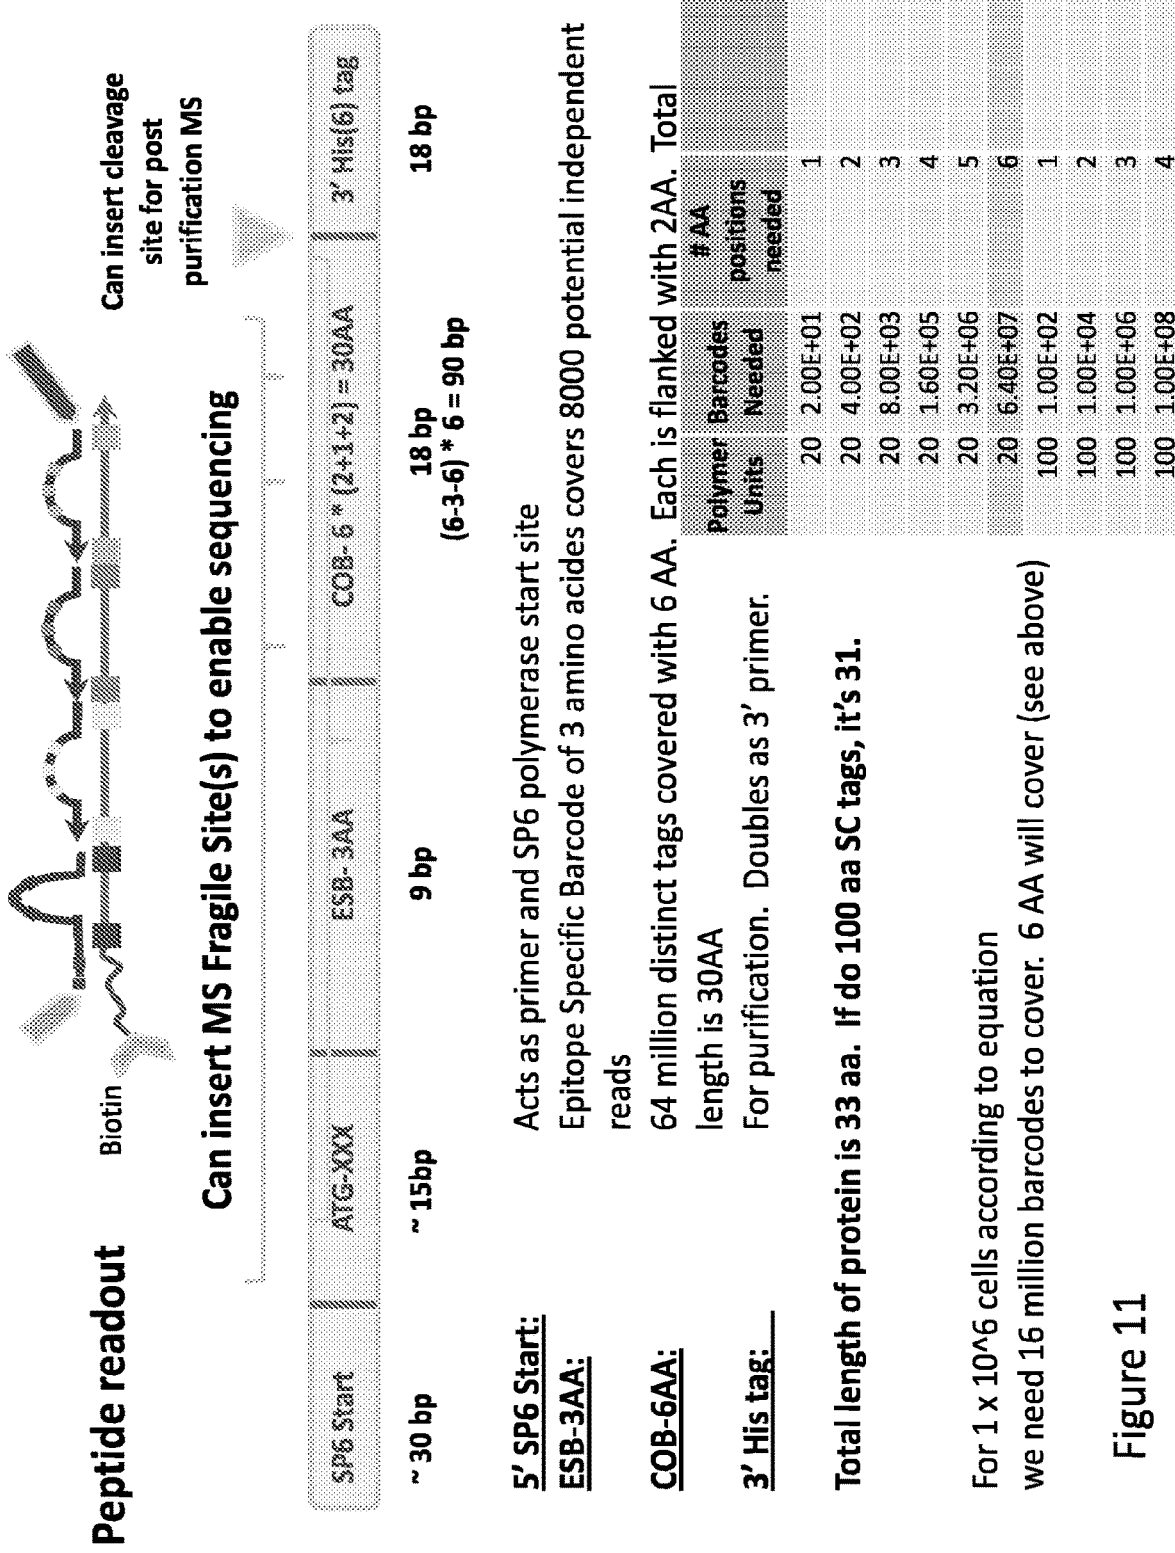 Peptide readout
Biotin
Can insert cleavage
site for post
purification MS
Can insert MS Fragile Site(s) to enable sequencing
SP6 Start
ATG-XXX
ESB- 3AA
COB- 6 * (2+1+2) = 30AA
3' His(6) tag
~ 30 bp
~ 15bp
9 bp
18 bp
(6-3-6) * 6 = 90 bp
18 bp
5' SP6 Start: Acts as primer and SP6 polymerase start site
ESB-3AA: Epitope Specific Barcode of 3 amino acides covers 8000 potential independent
reads
COB-6AA: 64 million distinct tags covered with 6 AA. Each is flanked with 2AA. Total
length is 30AA
3' His tag: For purification. Doubles as 3' primer.
Total length of protein is 33 aa. If do 100 aa SC tags, it's 31.
For 1 x 10^6 cells according to equation
we need 16 million barcodes to cover. 6 AA will cover (see above)
Polymer Units Barcodes Needed # AA positions needed
20 2.00E+01 1
20 4.00E+02 2
20 8.00E+03 3
20 1.60E+05 4
20 3.20E+06 5
20 6.40E+07 6
100 1.00E+02 1
100 1.00E+04 2
100 1.00E+06 3
100 1.00E+08 4
Figure 11